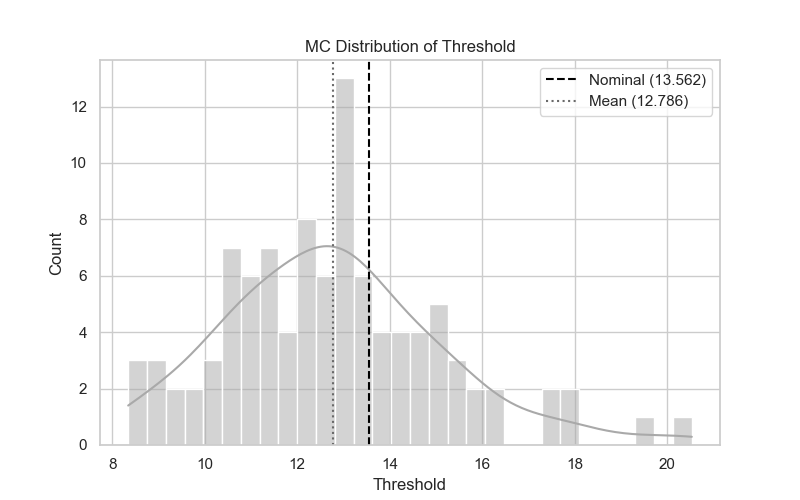 MC Distribution of Threshold
Nominal (13.562)
Mean (12.786)
Count
12
10
8
6
4
2
0
8 10 12 14 16 18 20
Threshold